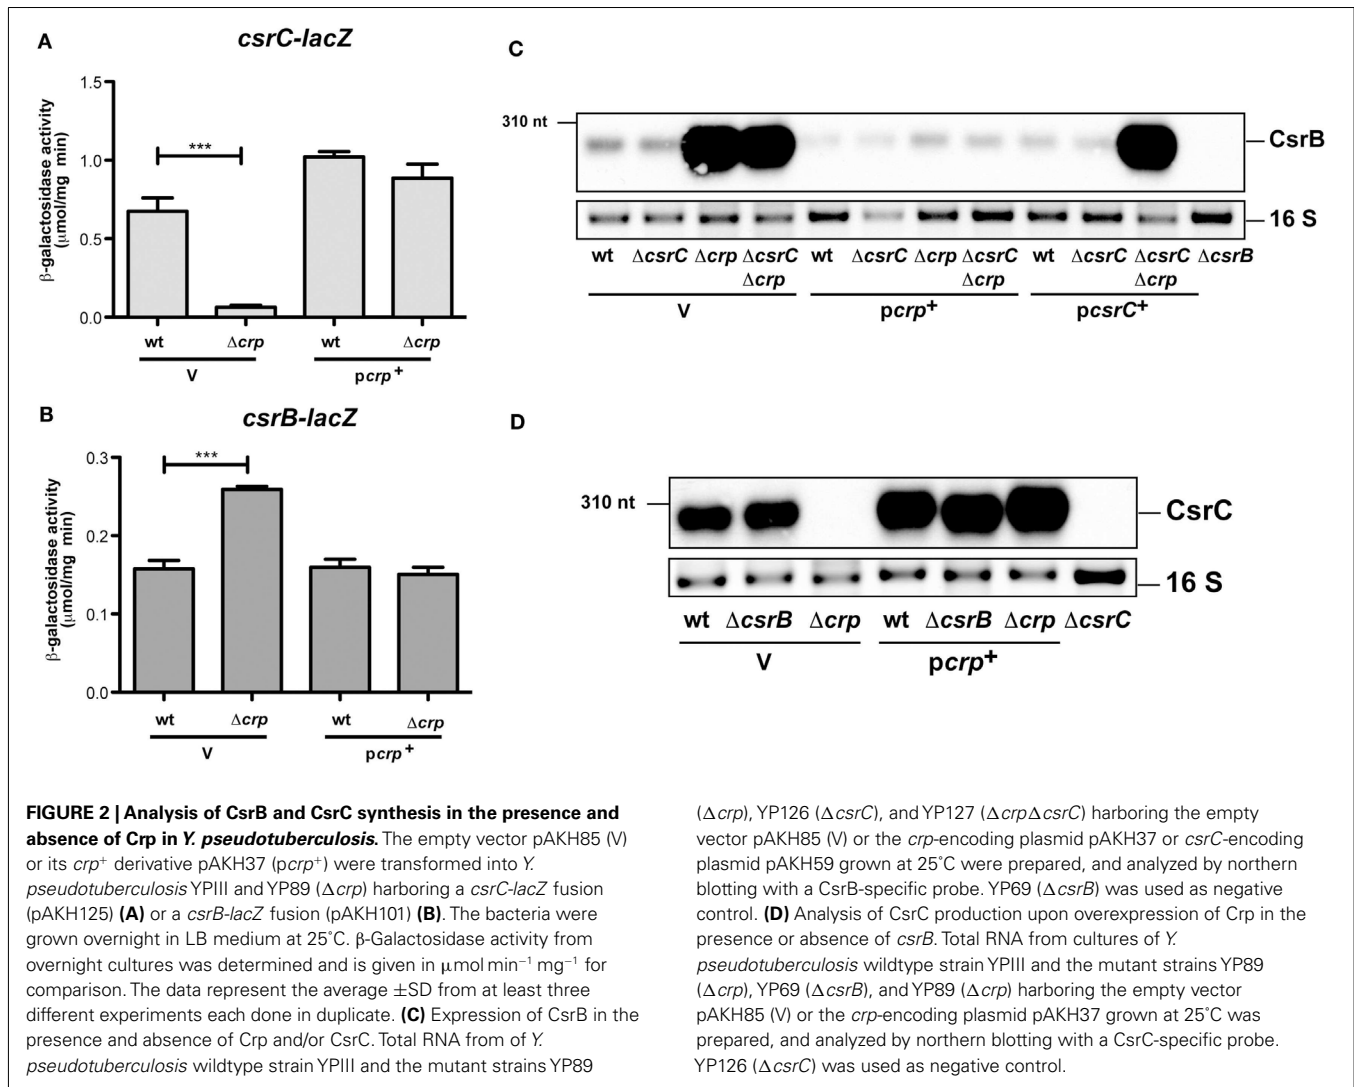 A
csrC-lacZ
β-galactosidase activity
(μmol/mg min)
1.5
1.0
0.5
0.0
***
wt
Δcrp
wt
Δcrp
V
pcrp+
B
csrB-lacZ
β-galactosidase activity
(μmol/mg min)
0.3
0.2
0.1
0.0
***
wt
Δcrp
wt
Δcrp
V
pcrp+
C
310 nt
CsrB
16 S
wt ΔcsrC Δcrp ΔcsrC wt ΔcsrC Δcrp ΔcsrC wt ΔcsrC ΔcsrC ΔcsrB
Δcrp Δcrp Δcrp
V pcrp+ pcsrC+
D
310 nt
CsrC
16 S
wt ΔcsrB Δcrp wt ΔcsrB Δcrp ΔcsrC
V pcrp+
FIGURE 2 | Analysis of CsrB and CsrC synthesis in the presence and
absence of Crp in Y. pseudotuberculosis. The empty vector pAKH85 (V)
or its crp+ derivative pAKH37 (pcrp+) were transformed into Y.
pseudotuberculosis YPIII and YP89 (Δcrp) harboring a csrC-lacZ fusion
(pAKH125) (A) or a csrB-lacZ fusion (pAKH101) (B). The bacteria were
grown overnight in LB medium at 25˚C. β-Galactosidase activity from
overnight cultures was determined and is given in μmol min−1 mg−1 for
comparison. The data represent the average ±SD from at least three
different experiments each done in duplicate. (C) Expression of CsrB in the
presence and absence of Crp and/or CsrC. Total RNA from of Y.
pseudotuberculosis wildtype strain YPIII and the mutant strains YP89
(Δcrp), YP126 (ΔcsrC), and YP127 (ΔcrpΔcsrC) harboring the empty
vector pAKH85 (V) or the crp-encoding plasmid pAKH37 or csrC-encoding
plasmid pAKH59 grown at 25˚C were prepared, and analyzed by northern
blotting with a CsrB-specific probe. YP69 (ΔcsrB) was used as negative
control. (D) Analysis of CsrC production upon overexpression of Crp in the
presence or absence of csrB. Total RNA from cultures of Y.
pseudotuberculosis wildtype strain YPIII and the mutant strains YP89
(Δcrp), YP69 (ΔcsrB), and YP89 (Δcrp) harboring the empty vector
pAKH85 (V) or the crp-encoding plasmid pAKH37 grown at 25˚C was
prepared, and analyzed by northern blotting with a CsrC-specific probe.
YP126 (ΔcsrC) was used as negative control.